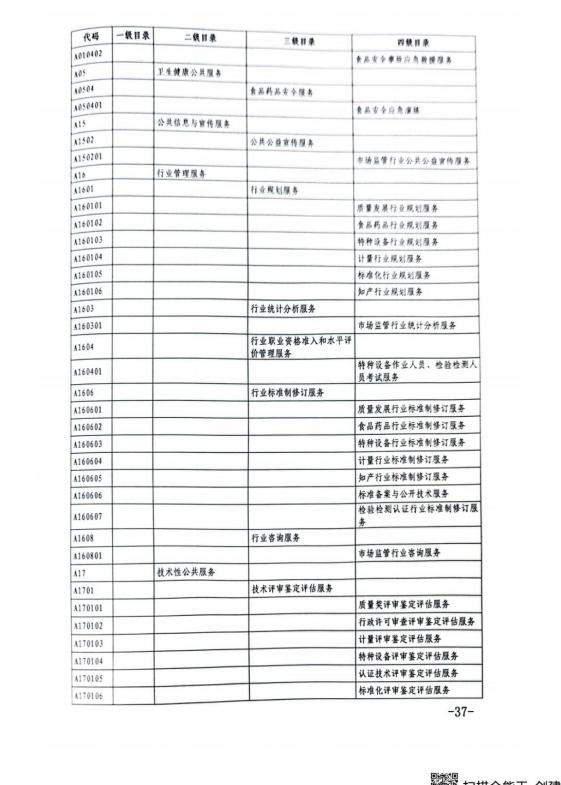 代码 一级目录 二级目录 三级目录 四级目录
A010402 食品安全事故应急救援服务
A05 卫生健康公共服务
A0504 食品药品安全服务
A050401 食品安全应急演练
A15 公共信息与宣传服务
A1502 公共公益宣传服务
A150201 市场监管行业公共公益宣传服务
A16 行业管理服务
A1601 行业规划服务
A160101 质量发展行业规划服务
A160102 食品药品行业规划服务
A160103 特种设备行业规划服务
A160104 计量行业规划服务
A160105 标准化行业规划服务
A160106 知产行业规划服务
A1603 行业统计分析服务
A160301 市场监管行业统计分析服务
A1604 行业职业资格准入和水平评
价管理服务
A160401 特种设备作业人员、检验检测人
员考试服务
A1606 行业标准制修订服务
A160601 质量发展行业标准制修订服务
A160602 食品药品行业标准制修订服务
A160603 特种设备行业标准制修订服务
A160604 计量行业标准制修订服务
A160605 知产行业标准制修订服务
A160606 标准备案与公开技术服务
A160607 检验检测认证行业标准制修订服
务
A1608 行业咨询服务
A160801 市场监管行业咨询服务
A17 技术性公共服务
A1701 技术评审鉴定评估服务
A170101 质量奖评审鉴定评估服务
A170102 行政许可审查评审鉴定评估服务
A170103 计量评审鉴定评估服务
A170104 特种设备评审鉴定评估服务
A170105 认证技术评审鉴定评估服务
A170106 标准化评审鉴定评估服务
-37-